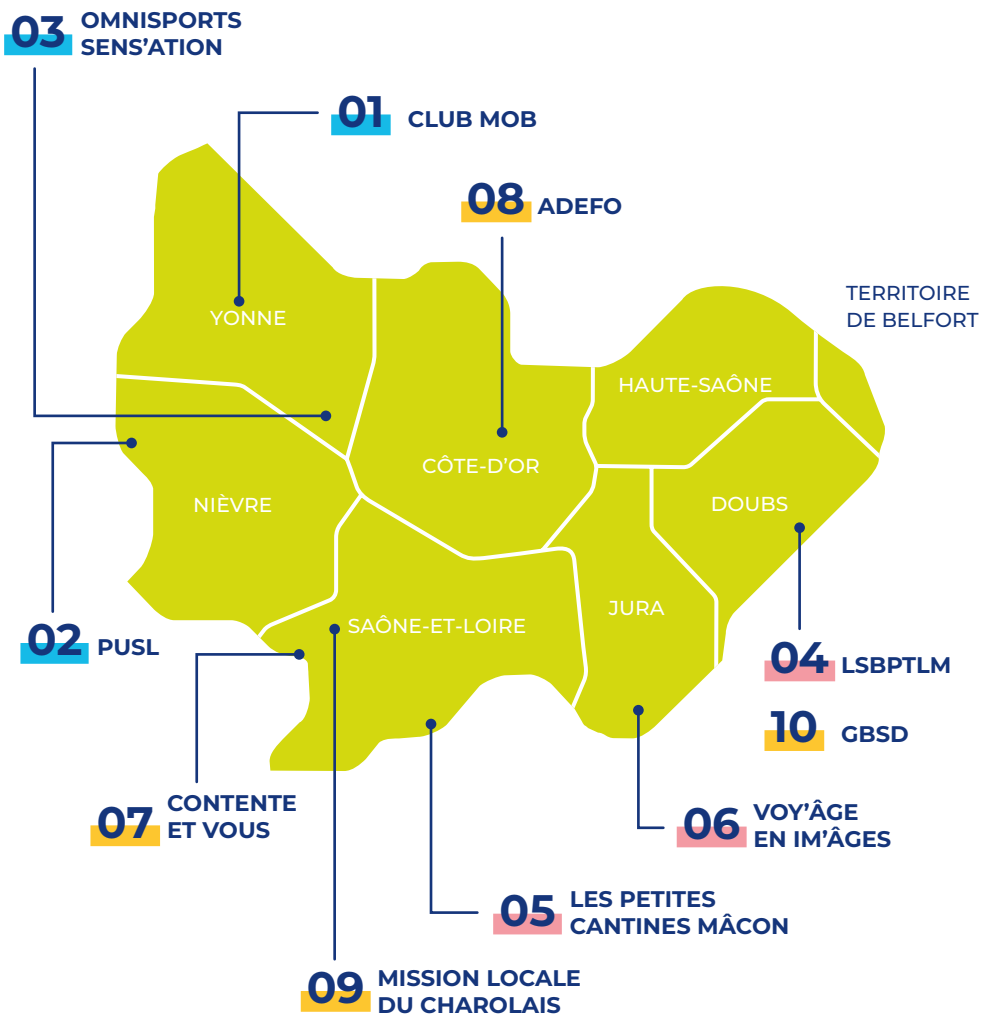 03 OMNISPORTS
SENS’ATION
01 CLUB MOB
08 ADEFO
TERRITOIRE
DE BELFORT
YONNE
HAUTE-SAÔNE
CÔTE-D’OR
NIÈVRE
DOUBS
JURA
SAÔNE-ET-LOIRE
02 PUSL
04 LSBPTLM
10 GBSD
07 CONTENTE
ET VOUS
06 VOY’ÂGE
EN IM’ÂGES
05 LES PETITES
CANTINES MÂCON
09 MISSION LOCALE
DU CHAROLAIS